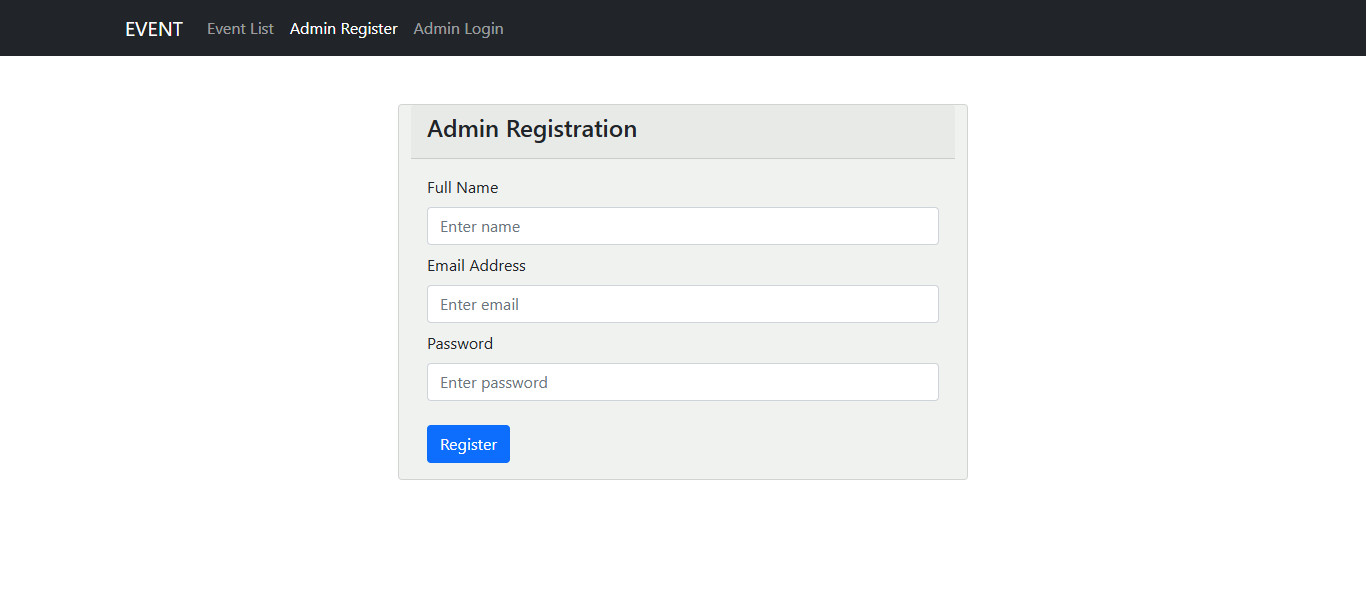 EVENT Event List Admin Register Admin Login
Admin Registration
Full Name
Enter name
Email Address
Enter email
Password
Enter password
Register